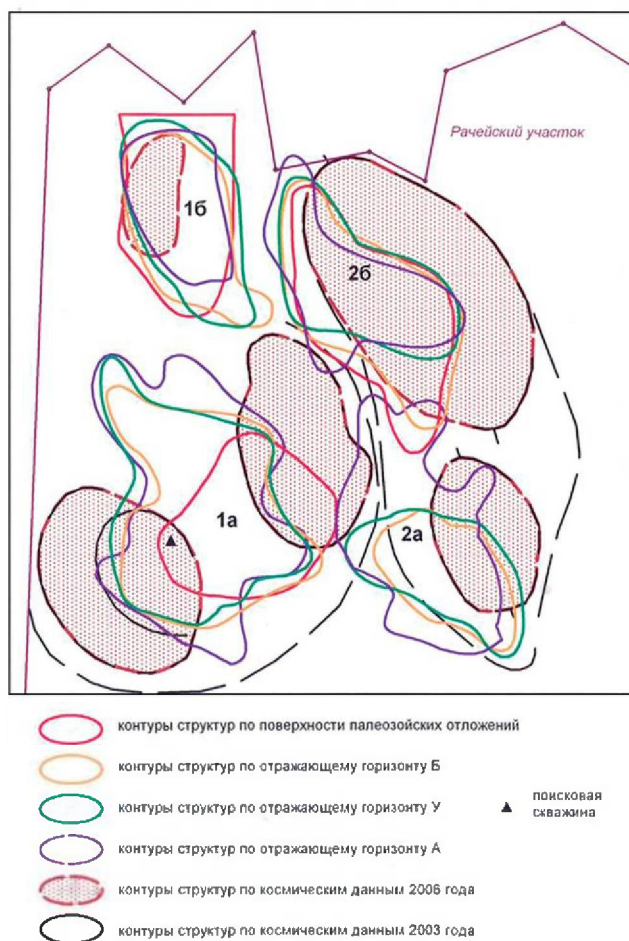 Рачейский участок
1б
2б
1а
2а
контуры структур по поверхности палеозойских отложений
контуры структур по отражающему горизонту Б
контуры структур по отражающему горизонту У
поисковая
скважина
контуры структур по отражающему горизонту А
контуры структур по космическим данным 2006 года
контуры структур по космическим данным 2003 года